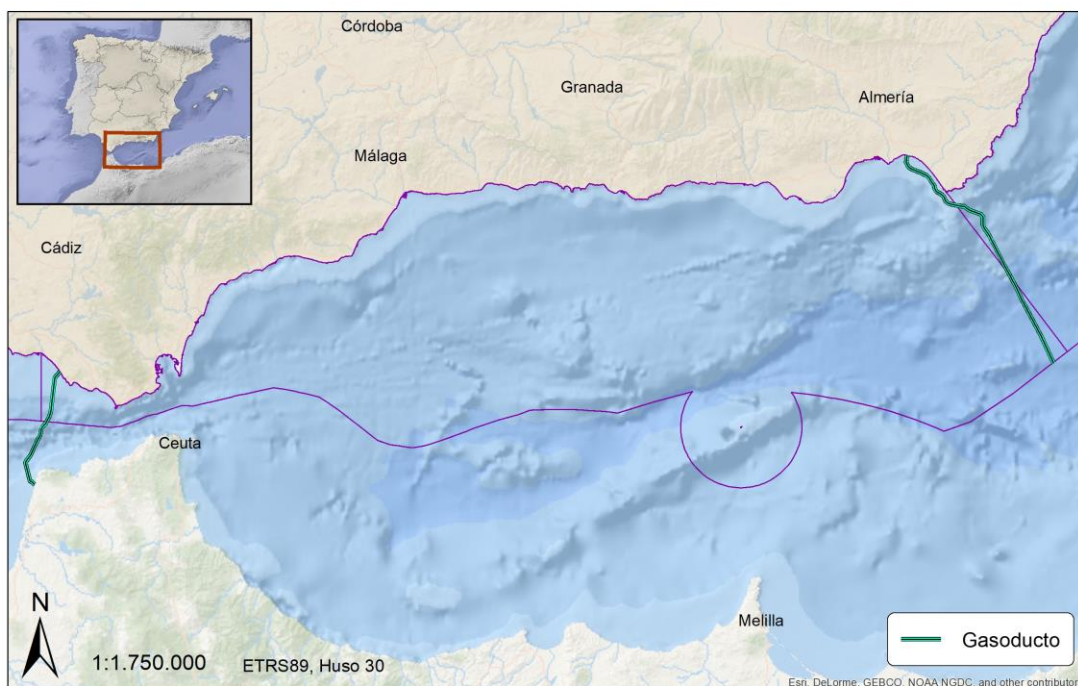 Córdoba
Granada
Almería
Málaga
Cádiz
Ceuta
Melilla
N
1:1.750.000
ETRS89, Huso 30
Gasoducto
Esri, DeLorme, GEBCO, NOAA NGDC, and other contributor